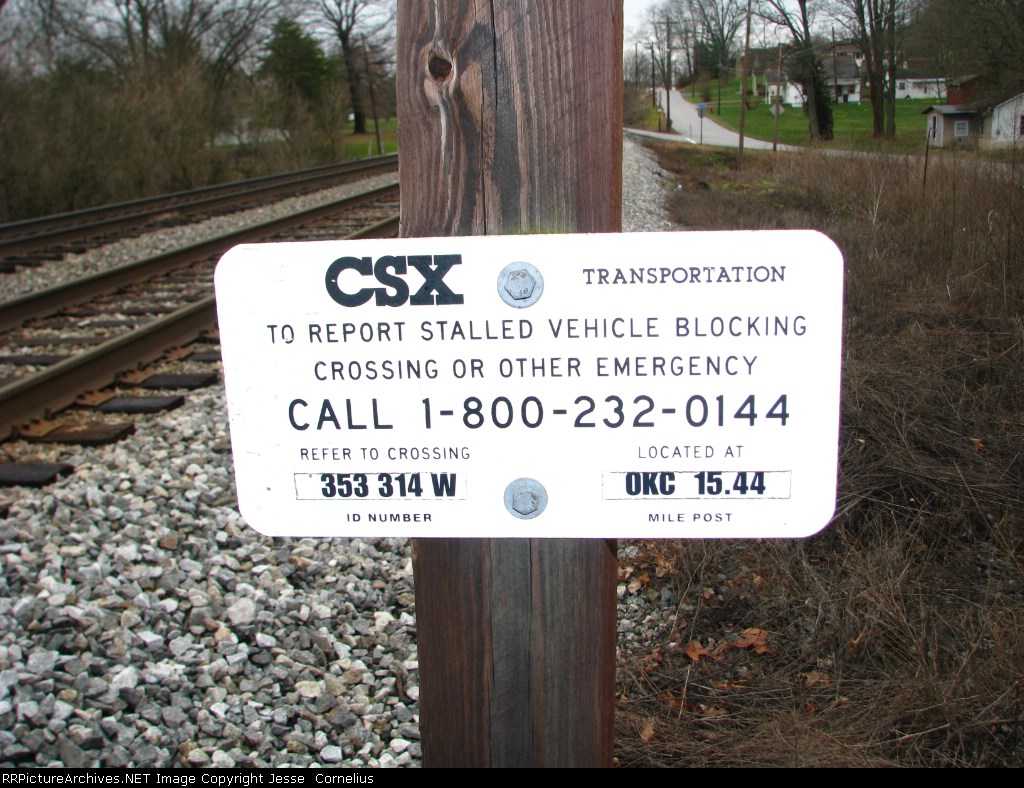 CSX TRANSPORTATION
TO REPORT STALLED VEHICLE BLOCKING
CROSSING OR OTHER EMERGENCY
CALL 1-800-232-0144
REFER TO CROSSING LOCATED AT
353 314 W OKC 15.44
ID NUMBER MILE POST
RRPictureArchives.NET Image Copyright Jesse Cornelius